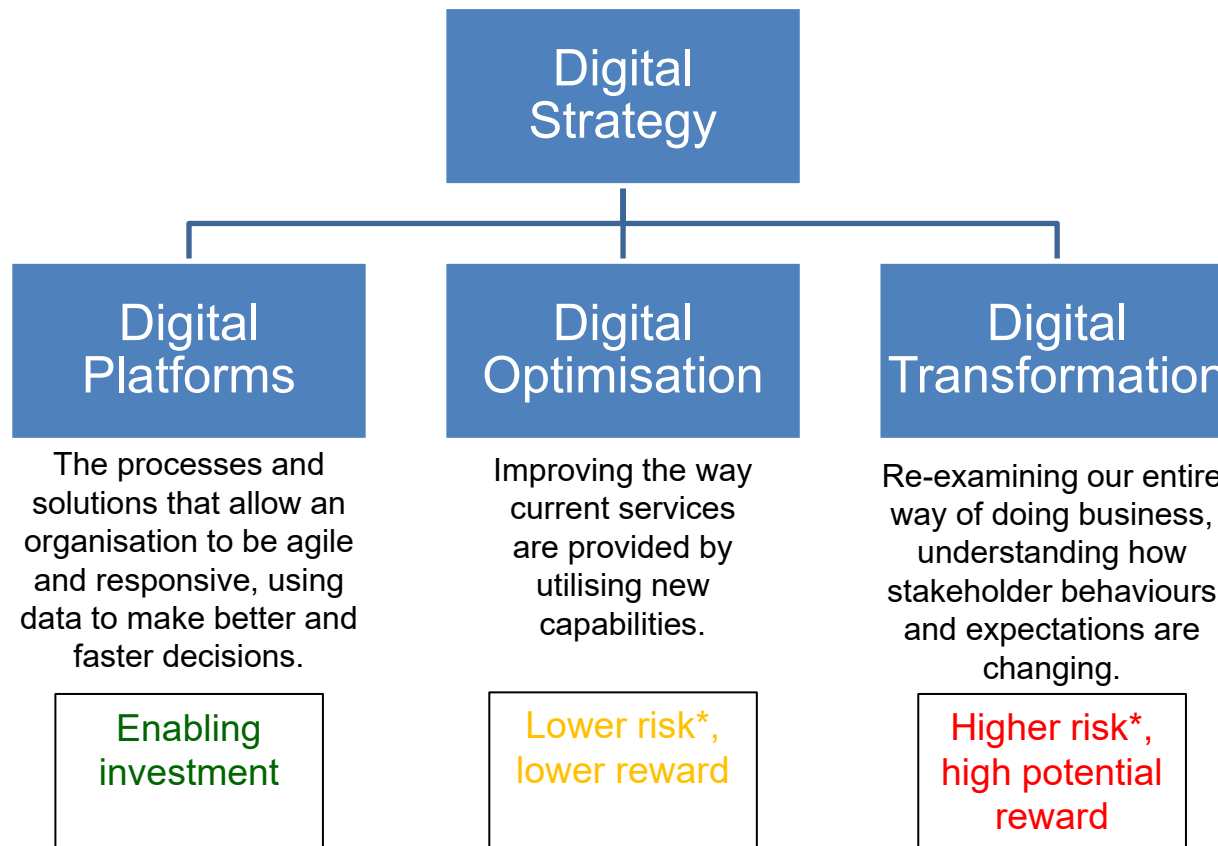 Digital
Strategy
Digital
Platforms
The processes and
solutions that allow an
organisation to be agile
and responsive, using
data to make better and
faster decisions.
Enabling
investment
Digital
Optimisation
Improving the way
current services
are provided by
utilising new
capabilities.
Lower risk*,
lower reward
Digital
Transformation
Re-examining our entire
way of doing business,
understanding how
stakeholder behaviours
and expectations are
changing.
Higher risk*,
high potential
reward